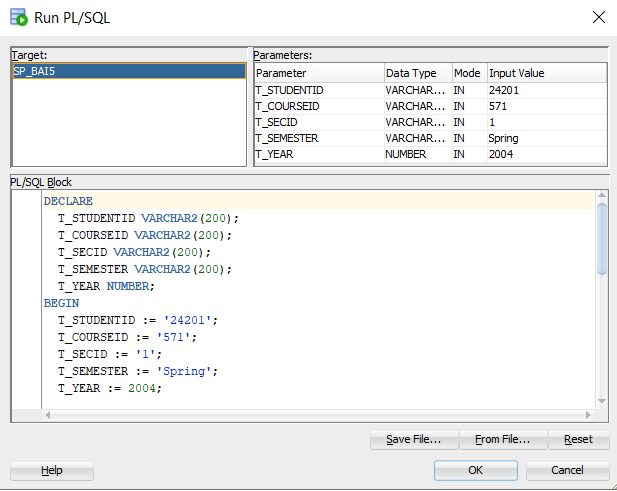 Run PL/SQL
Target:
SP_BAI5
Parameters:
Parameter Data Type Mode Input Value
T_STUDENTID VARCHAR... IN 24201
T_COURSEID VARCHAR... IN 571
T_SECID VARCHAR... IN 1
T_SEMESTER VARCHAR... IN Spring
T_YEAR NUMBER IN 2004
PL/SQL Block
DECLARE
T_STUDENTID VARCHAR2(200);
T_COURSEID VARCHAR2(200);
T_SECID VARCHAR2(200);
T_SEMESTER VARCHAR2(200);
T_YEAR NUMBER;
BEGIN
T_STUDENTID := '24201';
T_COURSEID := '571';
T_SECID := '1';
T_SEMESTER := 'Spring';
T_YEAR := 2004;
Save File... From File... Reset
Help OK Cancel